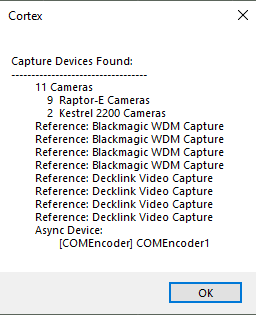 Cortex
Capture Devices Found:
----------------------------------
11 Cameras
9 Raptor-E Cameras
2 Kestrel 2200 Cameras
Reference: Blackmagic WDM Capture
Reference: Blackmagic WDM Capture
Reference: Blackmagic WDM Capture
Reference: Blackmagic WDM Capture
Reference: Decklink Video Capture
Reference: Decklink Video Capture
Reference: Decklink Video Capture
Reference: Decklink Video Capture
Async Device:
[COMEncoder] COMEncoder1
OK